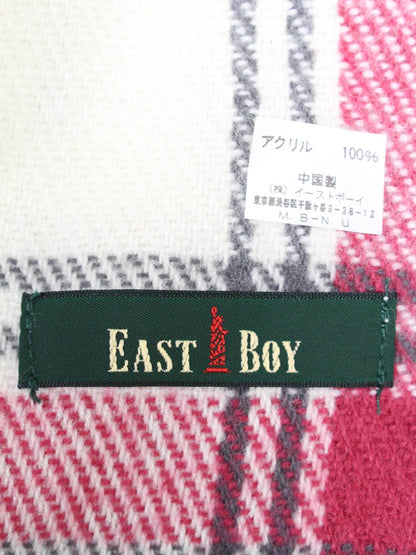 アクリル 100%
中国製
(株) イーストボーイ
東京都渋谷区千駄ヶ谷3-38-12
M. B-N. U
EAST BOY